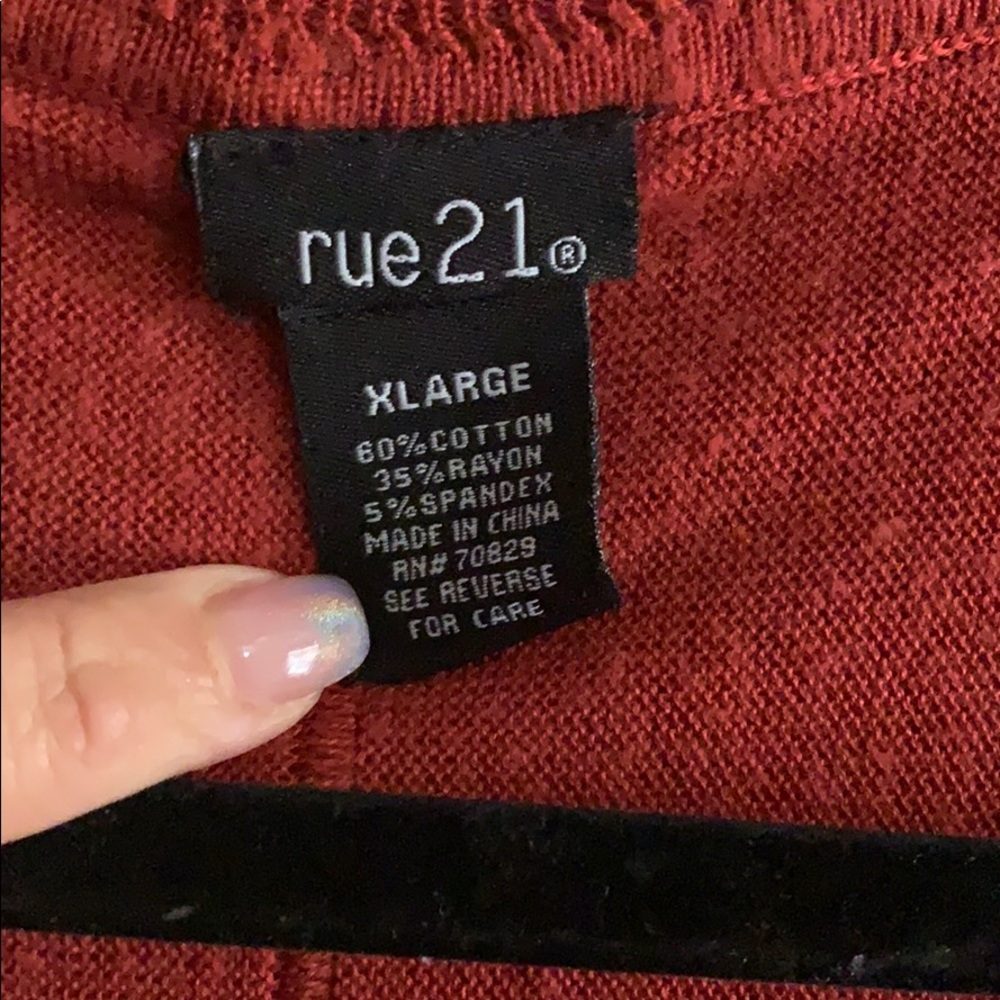 rue21®
XLARGE
60%COTTON
35%RAYON
5%SPANDEX
MADE IN CHINA
RN# 70829
SEE REVERSE
FOR CARE